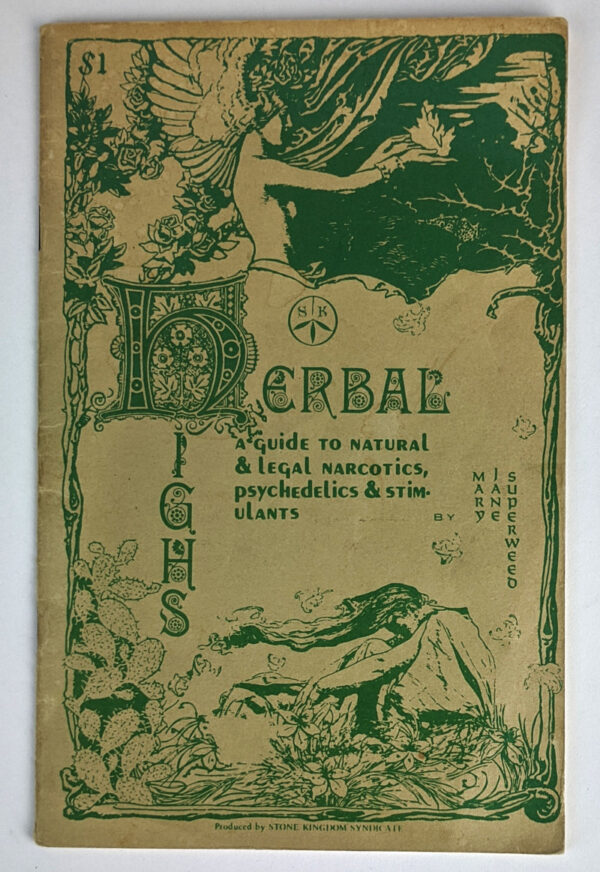 $1
S K
HERBAL
HIGHS
A GUIDE TO NATURAL
& LEGAL NARCOTICS,
PSYCHEDELICS & STIM-
ULANTS
BY
MARY
JANE
SUPERWEED
Produced by STONE KINGDOM SYNDICATE